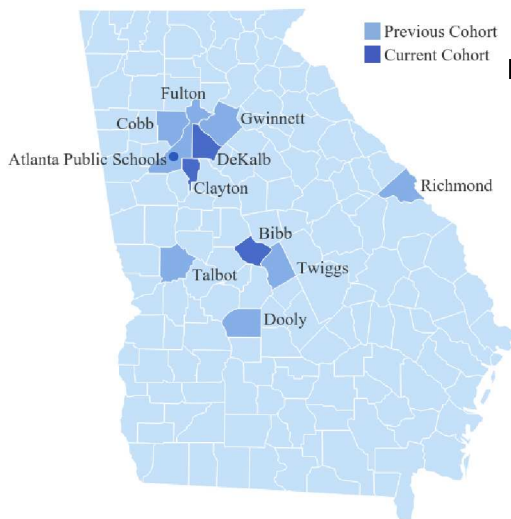 Previous Cohort
Current Cohort
Fulton
Gwinnett
Cobb
Atlanta Public Schools
DeKalb
Clayton
Richmond
Bibb
Talbot
Twiggs
Dooly